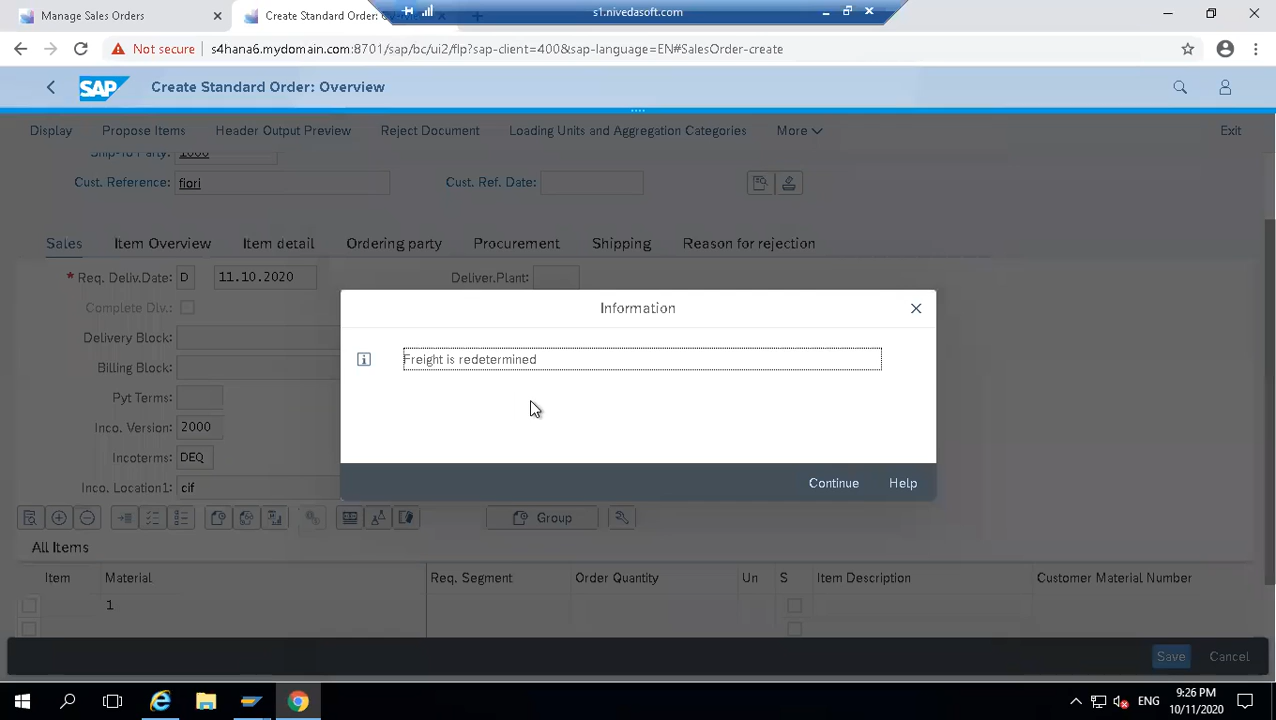 s1.nivedasoft.com
Manage Sales Order
Create Standard Order: Overview
Not secure s4hana6.mydomain.com:8701/sap/bc/ui2/flp?sap-client=400&sap-language=EN#SalesOrder-create
SAP Create Standard Order: Overview
Display Propose Items Header Output Preview Reject Document Loading Units and Aggregation Categories More Exit
Ship-To Party: 1000
Cust. Reference: fiori Cust. Ref. Date:
Sales Item Overview Item detail Ordering party Procurement Shipping Reason for rejection
* Req. Deliv.Date: D 11.10.2020 Deliver.Plant:
Complete Dlv.:
Delivery Block:
Billing Block:
Pyt Terms:
Inco. Version: 2000
Incoterms: DEQ
Inco. Location1: cif
Information
Freight is redetermined
Continue Help
Group
All Items
Item Material Req. Segment Order Quantity Un S Item Description Customer Material Number
1
Save Cancel
ENG 9:26 PM
10/11/2020